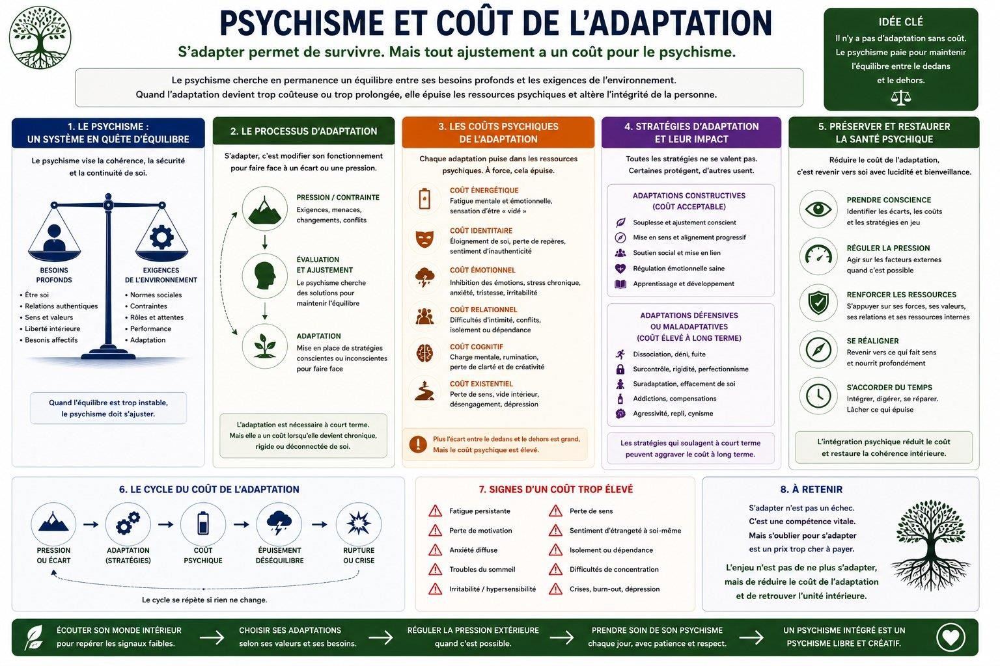 PSYCHISME ET COÛT DE L'ADAPTATION
S'adapter permet de survivre. Mais tout ajustement a un coût pour le psychisme.
Le psychisme cherche en permanence un équilibre entre ses besoins profonds et les exigences de l'environnement.
Quand l'adaptation devient trop coûteuse ou trop prolongée, elle épuise les ressources psychiques et altère l'intégrité de la personne.
IDÉE CLÉ
Il n'y a pas d'adaptation sans coût.
Le psychisme paie pour maintenir
l'équilibre entre le dedans
et le dehors.
1. LE PSYCHISME :
UN SYSTÈME EN QUÊTE D'ÉQUILIBRE
Le psychisme vise la cohérence, la sécurité
et la continuité de soi.
BESOINS
PROFONDS
• Être soi
• Relations authentiques
• Sens et valeurs
• Liberté intérieure
• Besonis affectifs
EXIGENCES
DE L'ENVIRONNEMENT
• Normes sociales
• Contraintes
• Rôles et attentes
• Performance
• Adaptation
Quand l'équilibre est trop instable,
le psychisme doit s'ajuster.
2. LE PROCESSUS D'ADAPTATION
S'adapter, c'est modifier son fonctionnement
pour faire face à un écart ou une pression.
PRESSION / CONTRAINTE
Exigences, menaces,
changements, conflits
ÉVALUATION
ET AJUSTEMENT
Le psychisme cherche
des solutions pour
maintenir l'équilibre
ADAPTATION
Mise en place de stratégies
conscientes ou inconscientes
pour faire face
L'adaptation est nécessaire à court terme.
Mais elle a un coût lorsqu'elle devient chronique,
rigide ou déconnectée de soi.
3. LES COÛTS PSYCHIQUES
DE L'ADAPTATION
Chaque adaptation puise dans les ressources
psychiques. À force, cela épuise.
COÛT ÉNERGÉTIQUE
Fatigue mentale et émotionnelle,
sensation d'être « vidé »
COÛT IDENTITAIRE
Éloignement de soi, perte de repères,
sentiment d'inauthenticité
COÛT ÉMOTIONNEL
Inhibition des émotions, stress chronique,
anxiété, tristesse, irritabilité
COÛT RELATIONNEL
Difficultés d'intimité, conflits,
isolement ou dépendance
COÛT COGNITIF
Charge mentale, rumination,
perte de clarté et de créativité
COÛT EXISTENTIEL
Perte de sens, vide intérieur,
désengagement, dépression
Plus l'écart entre le dedans et le dehors est grand,
Mais le coût psychique est élevé.
4. STRATÉGIES D'ADAPTATION
ET LEUR IMPACT
Toutes les stratégies ne se valent pas.
Certaines protégent, d'autres usent.
ADAPTATIONS CONSTRUCTIVES
(COÛT ACCEPTABLE)
Souplesse et ajustement conscient
Mise en sens et alignement progressif
Soutien social et mise en lien
Régulation émotionnelle saine
Apprentissage et développement
ADAPTATIONS DÉFENSIVES
OU MALADAPTATIVES
(COÛT ÉLEVÉ À LONG TERME)
Dissociation, déni, fuite
Surcontrôle, rigidité, perfectionnisme
Suradaptation, effacement de soi
Addictions, compensations
Agressivité, repli, cynisme
Les stratégies qui soulagent à court terme
peuvent aggraver le coût à long terme.
5. PRÉSERVER ET RESTAURER
LA SANTÉ PSYCHIQUE
Réduire le coût de l'adaptation,
c'est revenir vers soi avec lucidité et bienveillance.
PRENDRE CONSCIENCE
Identifier les écarts, les coûts
et les stratégies en jeu
RÉGULER LA PRESSION
Agir sur les facteurs externes
quand c'est possible
RENFORCER LES RESSOURCES
S'appuyer sur ses forces, ses valeurs,
ses relations et ses ressources internes
SE RÉALIGNER
Revenir vers ce qui fait sens
et nourrit profondément
S'ACCORDER DU TEMPS
Intégrer, digérer, se réparer.
Lâcher ce qui épuise
L'intégration psychique réduit le coût
et restaure la cohérence intérieure.
6. LE CYCLE DU COÛT DE L'ADAPTATION
PRESSION
OU ÉCART
ADAPTATION
(STRATÉGIES)
COÛT
PSYCHIQUE
ÉPUISEMENT
DÉSÉQUILIBRE
RUPTURE
OU CRISE
Le cycle se répète si rien ne change.
7. SIGNES D'UN COÛT TROP ÉLEVÉ
Fatigue persistante
Perte de motivation
Anxiété diffuse
Troubles du sommeil
Irritabilité / hypersensibilité
Perte de sens
Sentiment d'étrangeté à soi-même
Isolement ou dépendance
Difficultés de concentration
Crises, burn-out, dépression
8. À RETENIR
S'adapter n'est pas un échec.
C'est une compétence vitale.
Mais s'oublier pour s'adapter
est un prix trop cher à payer.
L'enjeu n'est pas de ne plus s'adapter,
mais de réduire le coût de l'adaptation
et de retrouver l'unité intérieure.
ÉCOUTER SON MONDE INTÉRIEUR
pour repérer les signaux faibles.
CHOISIR SES ADAPTATIONS
selon ses valeurs et ses besoins.
RÉGULER LA PRESSION EXTÉRIEURE
quand c'est possible.
PRENDRE SOIN DE SON PSYCHISME
chaque jour, avec patience et respect.
UN PSYCHISME INTÉGRÉ EST UN
PSYCHISME LIBRE ET CRÉATIF.